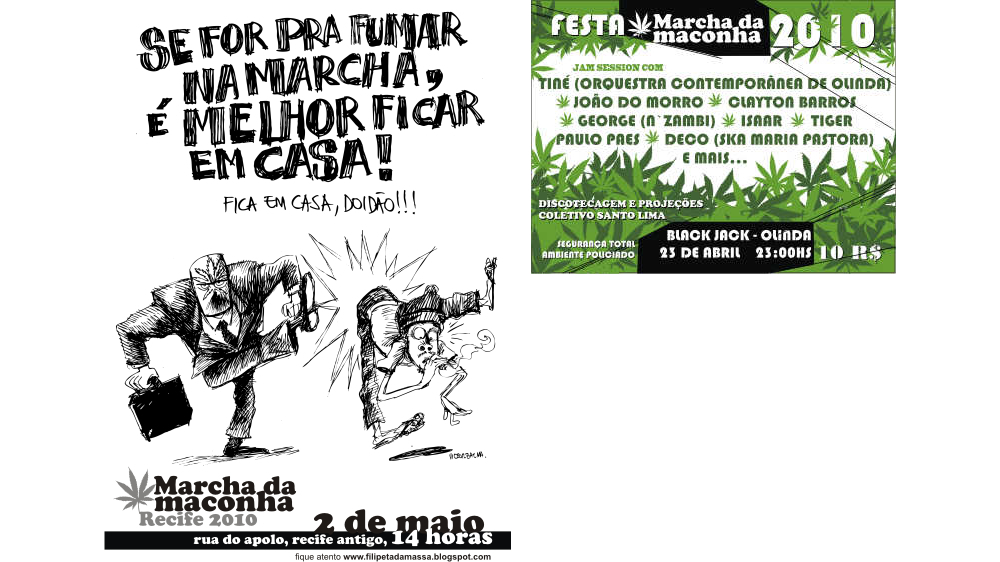 SE FOR PRA FUMAR
NA MARCHA,
É MELHOR FICAR
EM CASA!
FICA EM CASA, DOIDÃO!!!
Marcha da
maconha
Recife 2010
2 de maio
rua do apolo, recife antigo, 14 horas
fique atento www.filipetadamassa.blogspot.com
FESTA Marcha da maconha 2010
JAM SESSION COM
TINÉ (ORQUESTRA CONTEMPORÂNEA DE OLINDA)
JOÃO DO MORRO CLAYTON BARROS
GEORGE (N`ZAMBI) ISAAR TIGER
PAULO PAES DECO (SKA MARIA PASTORA)
E MAIS...
DISCOTECAGEM E PROJEÇÕES
COLETIVO SANTO LIMA
SEGURANÇA TOTAL
AMBIENTE POLICIADO
BLACK JACK - OLINDA
23 DE ABRIL 23:00HS
10 R$